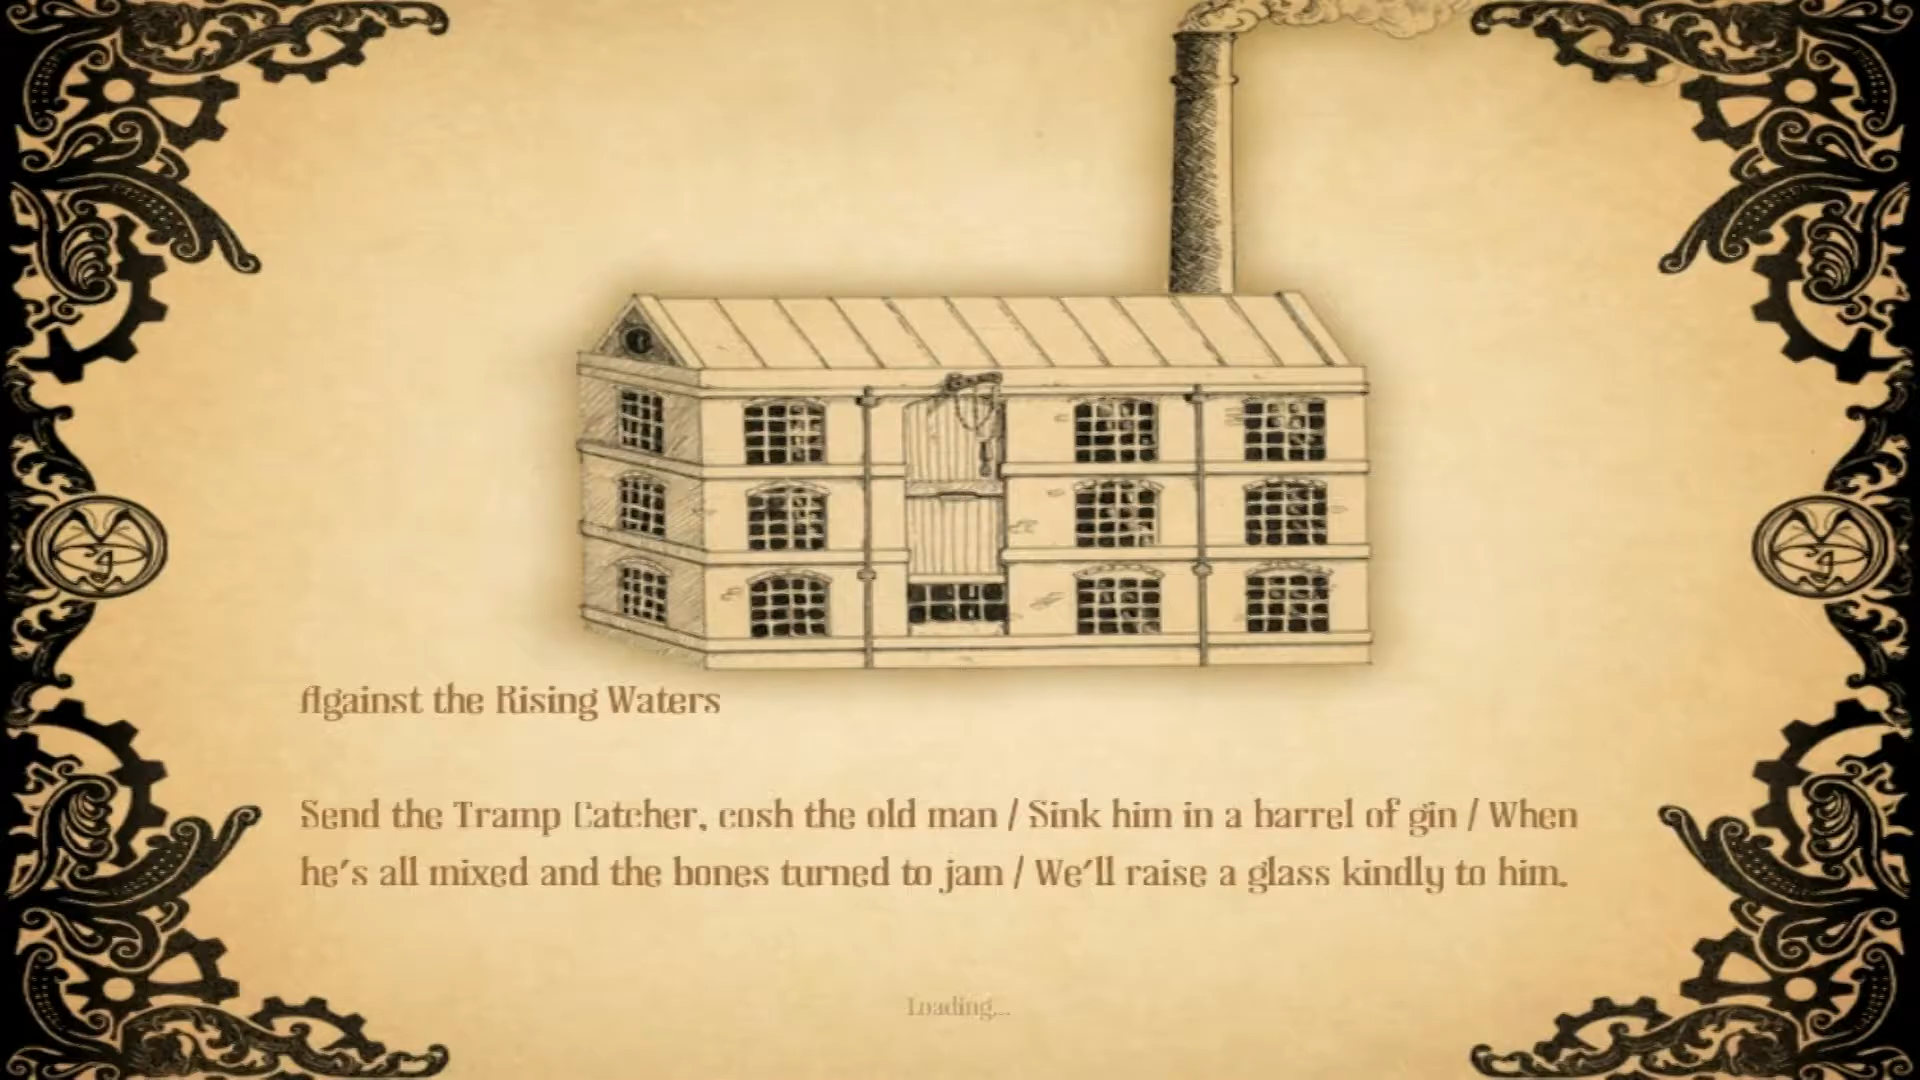 Against the Rising Waters
Send the Tramp Catcher, cosh the old man / Sink him in a barrel of gin / When
he's all mixed and the bones turned to jam / We'll raise a glass kindly to him.
Loading...